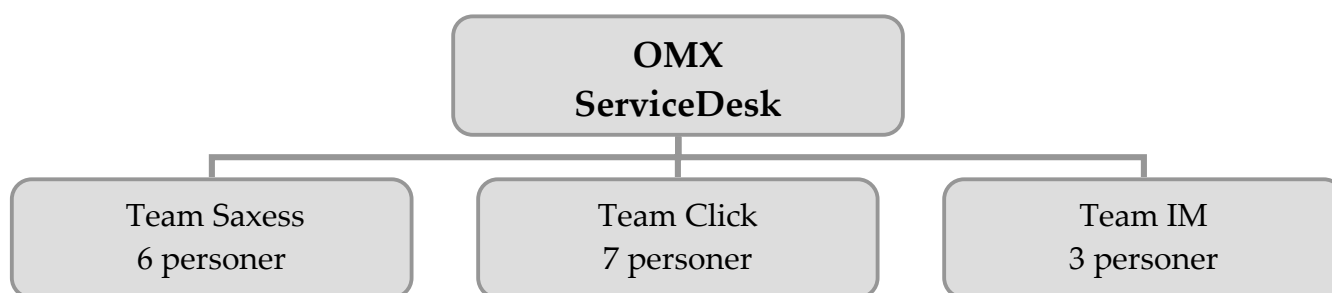 OMX
ServiceDesk
Team Saxess
6 personer
Team Click
7 personer
Team IM
3 personer